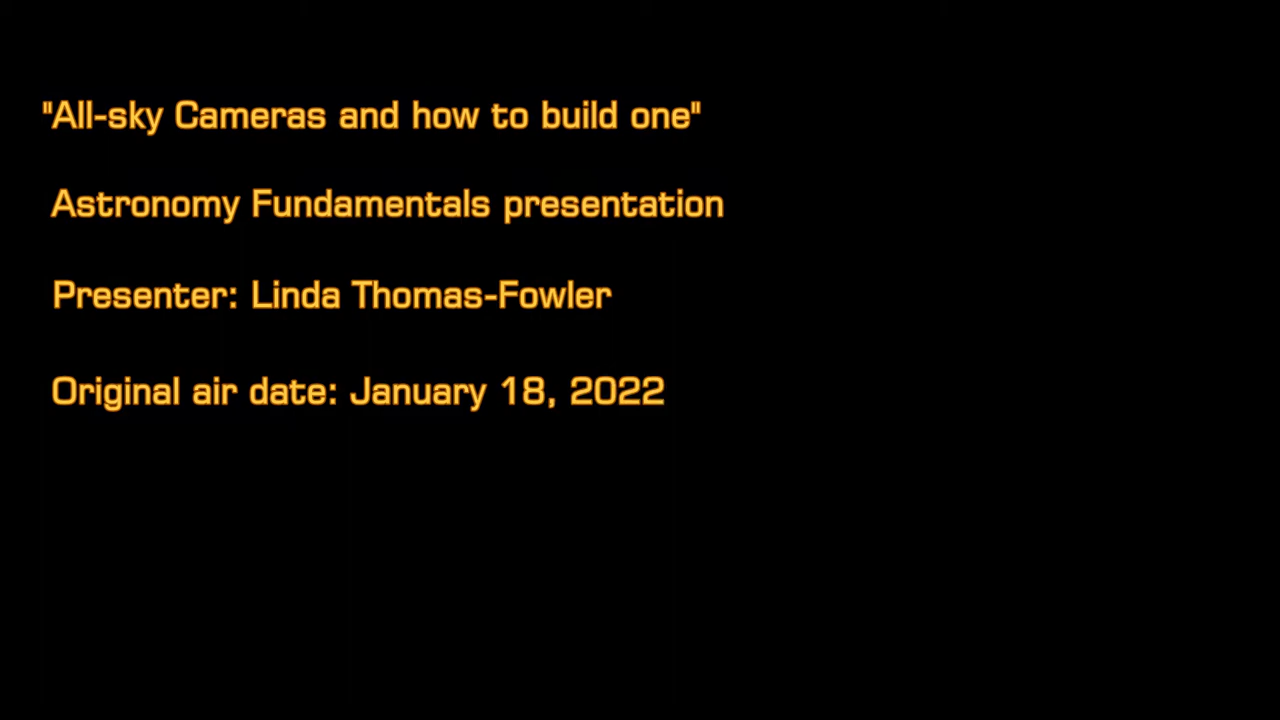 "All-sky Cameras and how to build one"
Astronomy Fundamentals presentation
Presenter: Linda Thomas-Fowler
Original air date: January 18, 2022